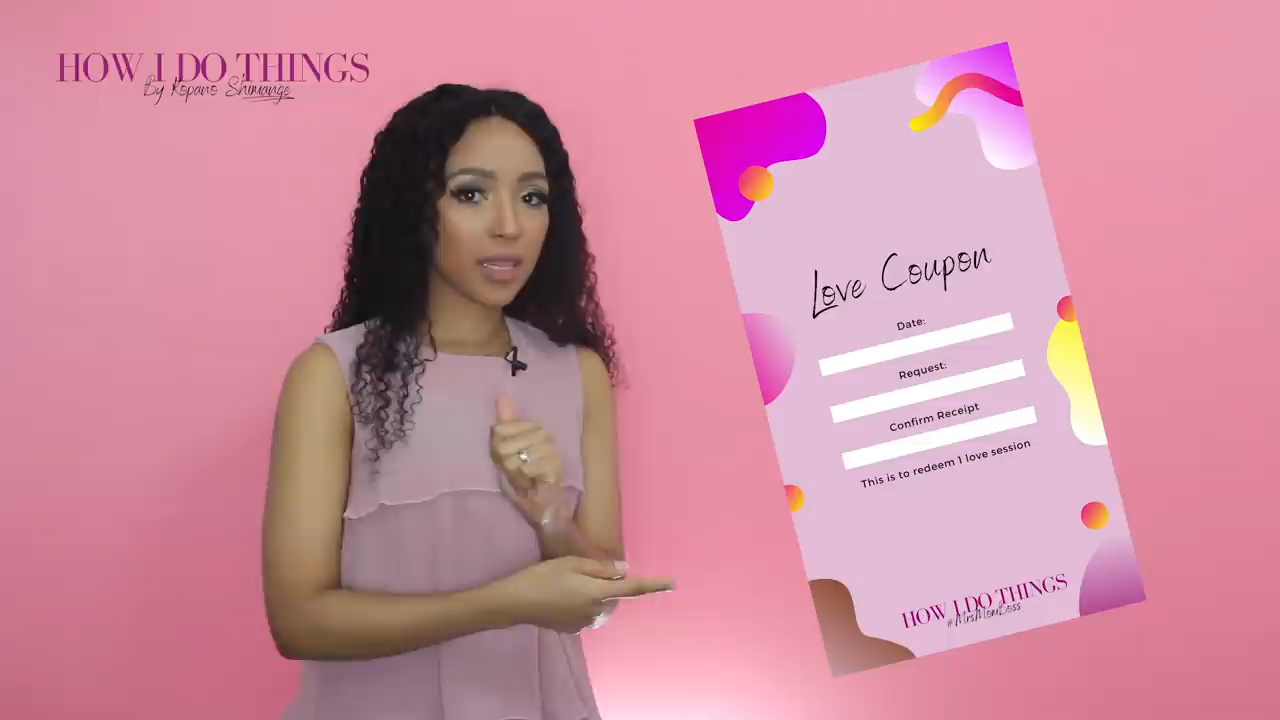 HOW I DO THINGS
By Kopano Shimange
Love Coupon
Date:
Request:
Confirm Receipt
This is to redeem 1 love session
HOW I DO THINGS
#MrsMomBoss